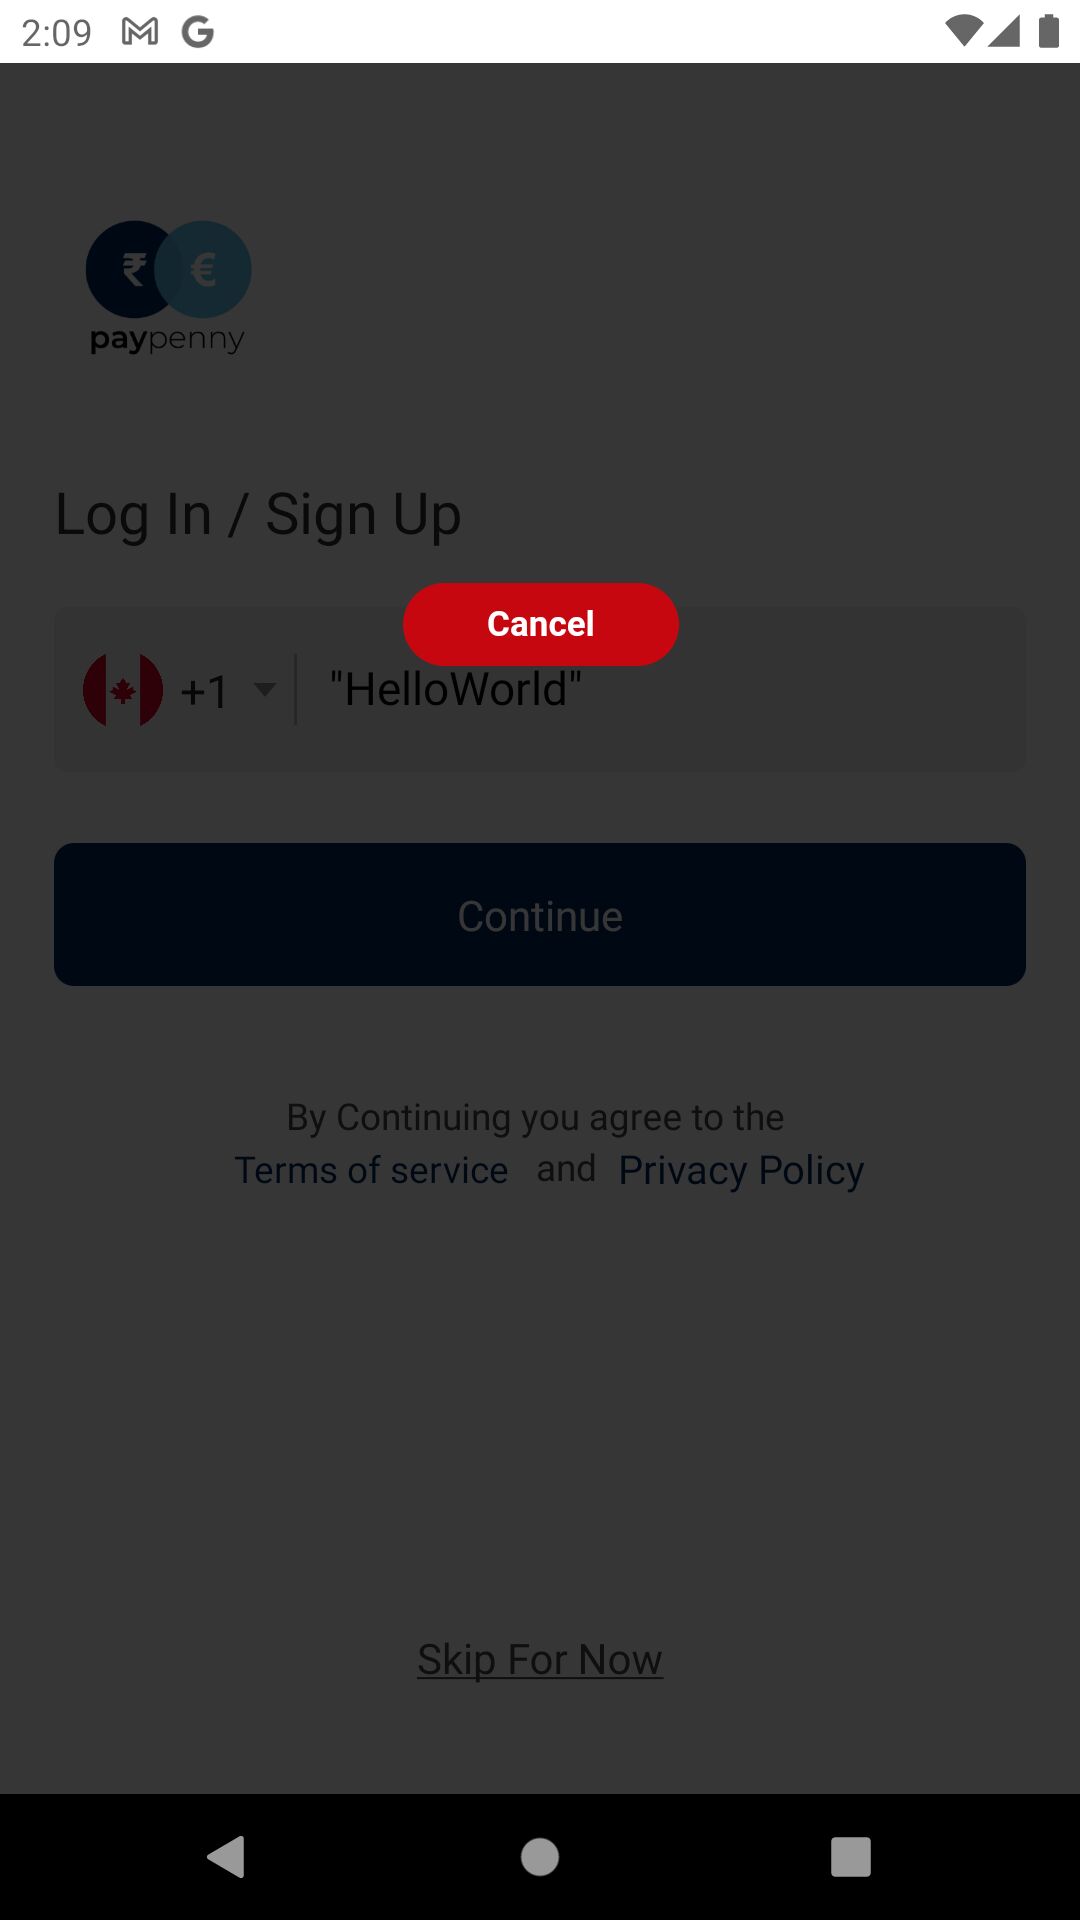 2:09
₹ €
paypenny
Log In / Sign Up
Cancel
+1 "HelloWorld"
Continue
By Continuing you agree to the
Terms of service and Privacy Policy
Skip For Now